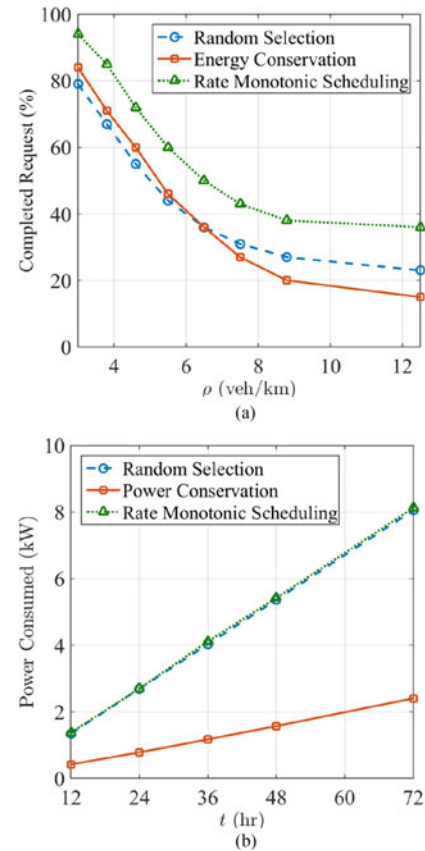 100
80
60
40
20
0
Completed Request (%)
Random Selection
Energy Conservation
Rate Monotonic Scheduling
4 6 8 10 12
ρ (veh/km)
(a)
10
8
6
4
2
0
Power Consumed (kW)
Random Selection
Power Conservation
Rate Monotonic Scheduling
12 24 36 48 60 72
t (hr)
(b)